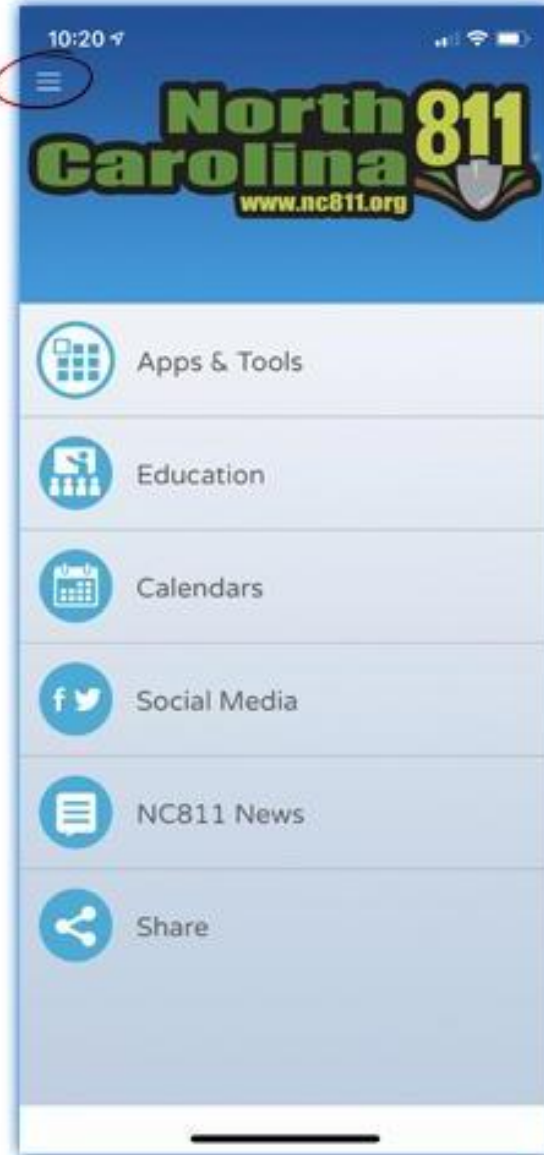 10:20
North
Carolina 811
www.nc811.org
Apps & Tools
Education
Calendars
Social Media
NC811 News
Share